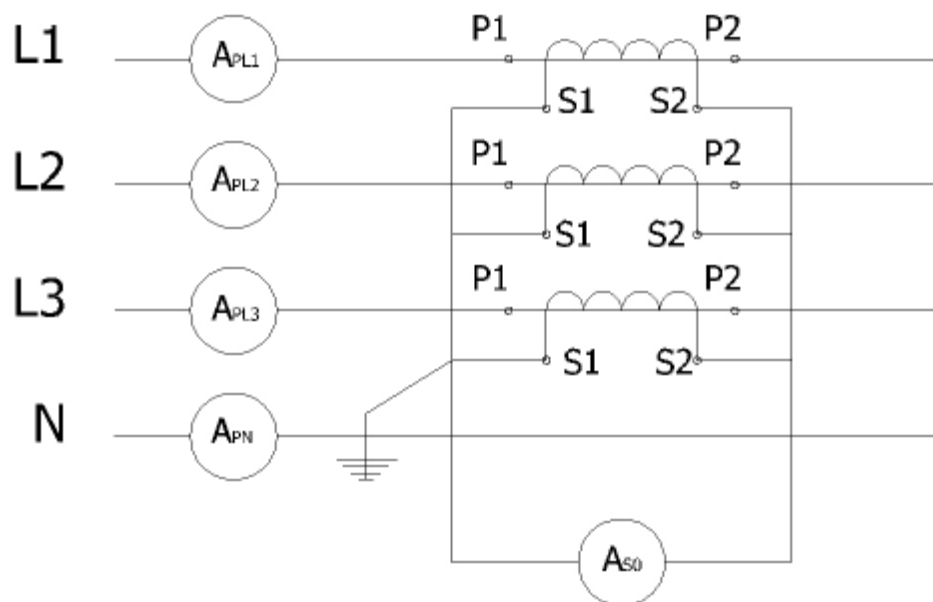 P1 P2
L1 APL1
S1 S2
P1 P2
L2 APL2
S1 S2
P1 P2
L3 APL3
S1 S2
N APN
AS0